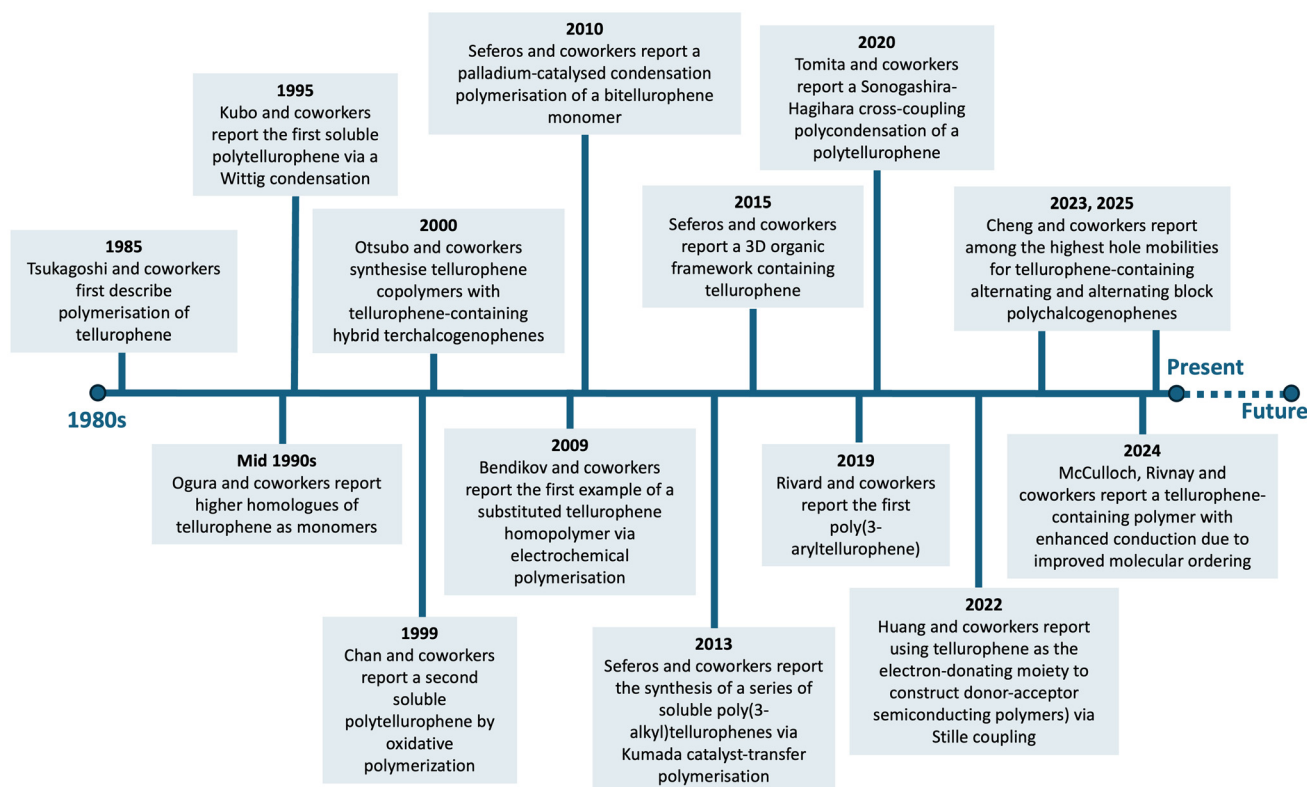 1985
Tsukagoshi and coworkers
first describe
polymerisation of
tellurophene
1995
Kubo and coworkers
report the first soluble
polytellurophene via a
Wittig condensation
2000
Otsubo and coworkers
synthesise tellurophene
copolymers with
tellurophene-containing
hybrid terchalcogenophenes
2010
Seferos and coworkers report a
palladium-catalysed condensation
polymerisation of a bitellurophene
monomer
2015
Seferos and coworkers
report a 3D organic
framework containing
tellurophene
2020
Tomita and coworkers
report a Sonogashira-
Hagihara cross-coupling
polycondensation of a
polytellurophene
2023, 2025
Cheng and coworkers report
among the highest hole mobilities
for tellurophene-containing
alternating and alternating block
polychalcogenophenes
1980s
Present
Future
Mid 1990s
Ogura and coworkers report
higher homologues of
tellurophene as monomers
1999
Chan and coworkers
report a second
soluble
polytellurophene by
oxidative
polymerization
2009
Bendikov and coworkers
report the first example of a
substituted tellurophene
homopolymer via
electrochemical
polymerisation
2013
Seferos and coworkers report
the synthesis of a series of
soluble poly(3-
alkyl)tellurophenes via
Kumada catalyst-transfer
polymerisation
2019
Rivard and coworkers
report the first
poly(3-
aryltellurophene)
2022
Huang and coworkers report
using tellurophene as the
electron-donating moiety to
construct donor-acceptor
semiconducting polymers) via
Stille coupling
2024
McCulloch, Rivnay and
coworkers report a tellurophene-
containing polymer with
enhanced conduction due to
improved molecular ordering